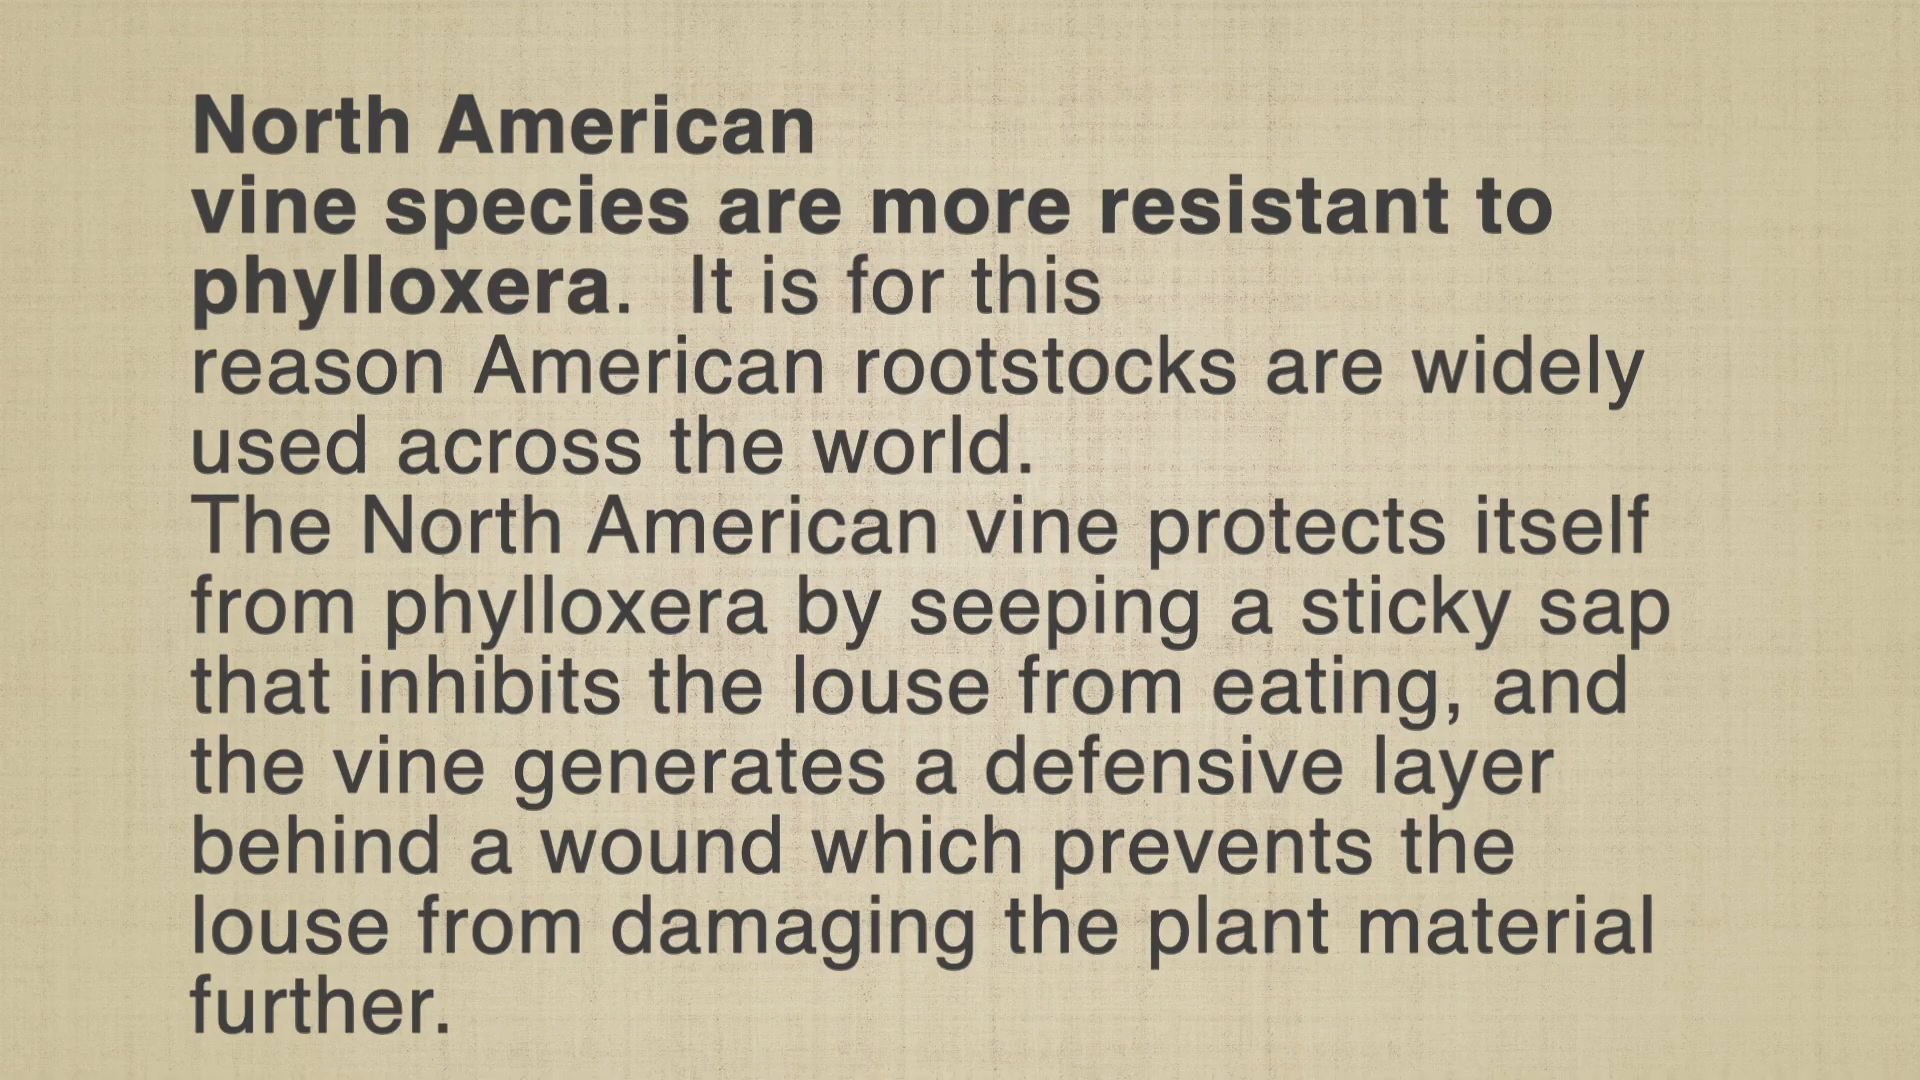 North American
vine species are more resistant to
phylloxera.  It is for this
reason American rootstocks are widely
used across the world.
The North American vine protects itself
from phylloxera by seeping a sticky sap
that inhibits the louse from eating, and
the vine generates a defensive layer
behind a wound which prevents the
louse from damaging the plant material
further.